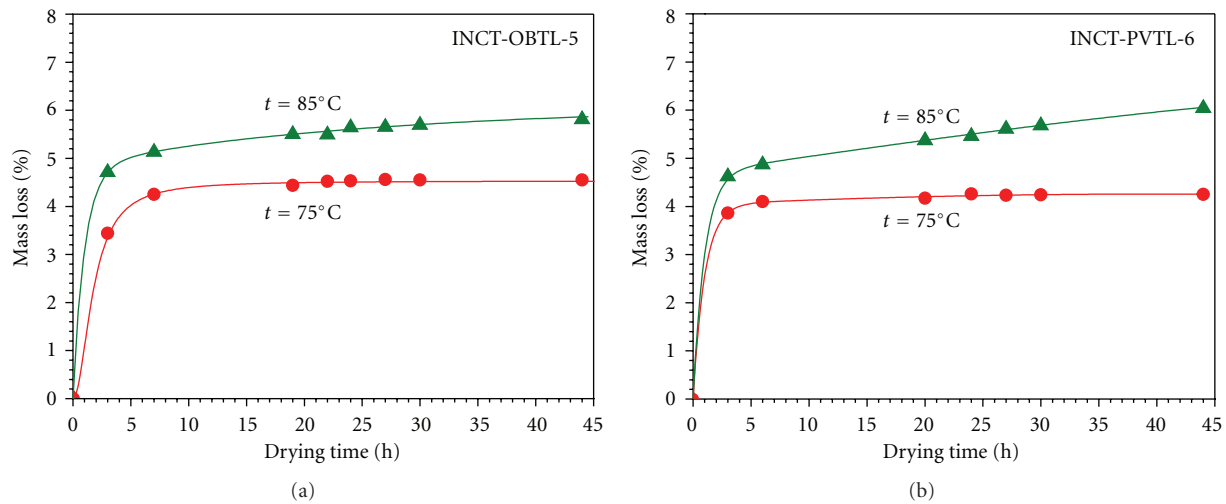 8
7
6
5
4
3
2
1
0
Mass loss (%)
INCT-OBTL-5
t = 85°C
t = 75°C
0 5 10 15 20 25 30 35 40 45
Drying time (h)
(a)
8
7
6
5
4
3
2
1
0
Mass loss (%)
INCT-PVTL-6
t = 85°C
t = 75°C
0 5 10 15 20 25 30 35 40 45
Drying time (h)
(b)